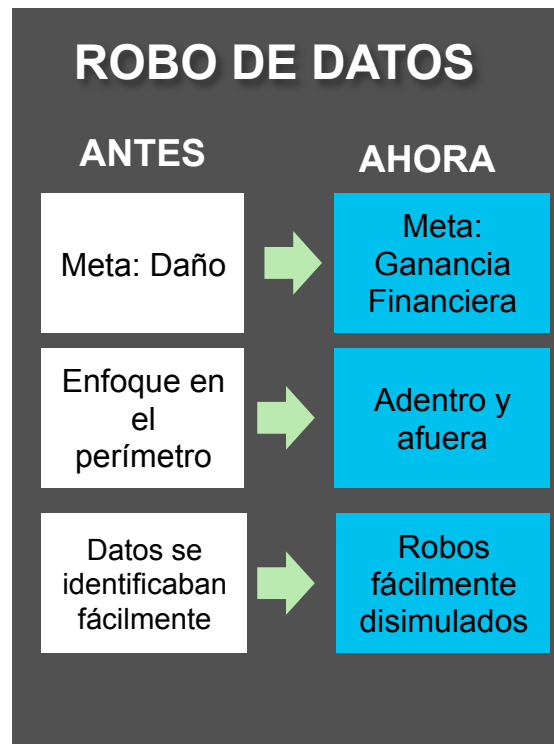 ROBO DE DATOS
ANTES
AHORA
Meta: Daño
Meta:
Ganancia
Financiera
Enfoque en
el
perímetro
Adentro y
afuera
Datos se
identificaban
fácilmente
Robos
fácilmente
disimulados